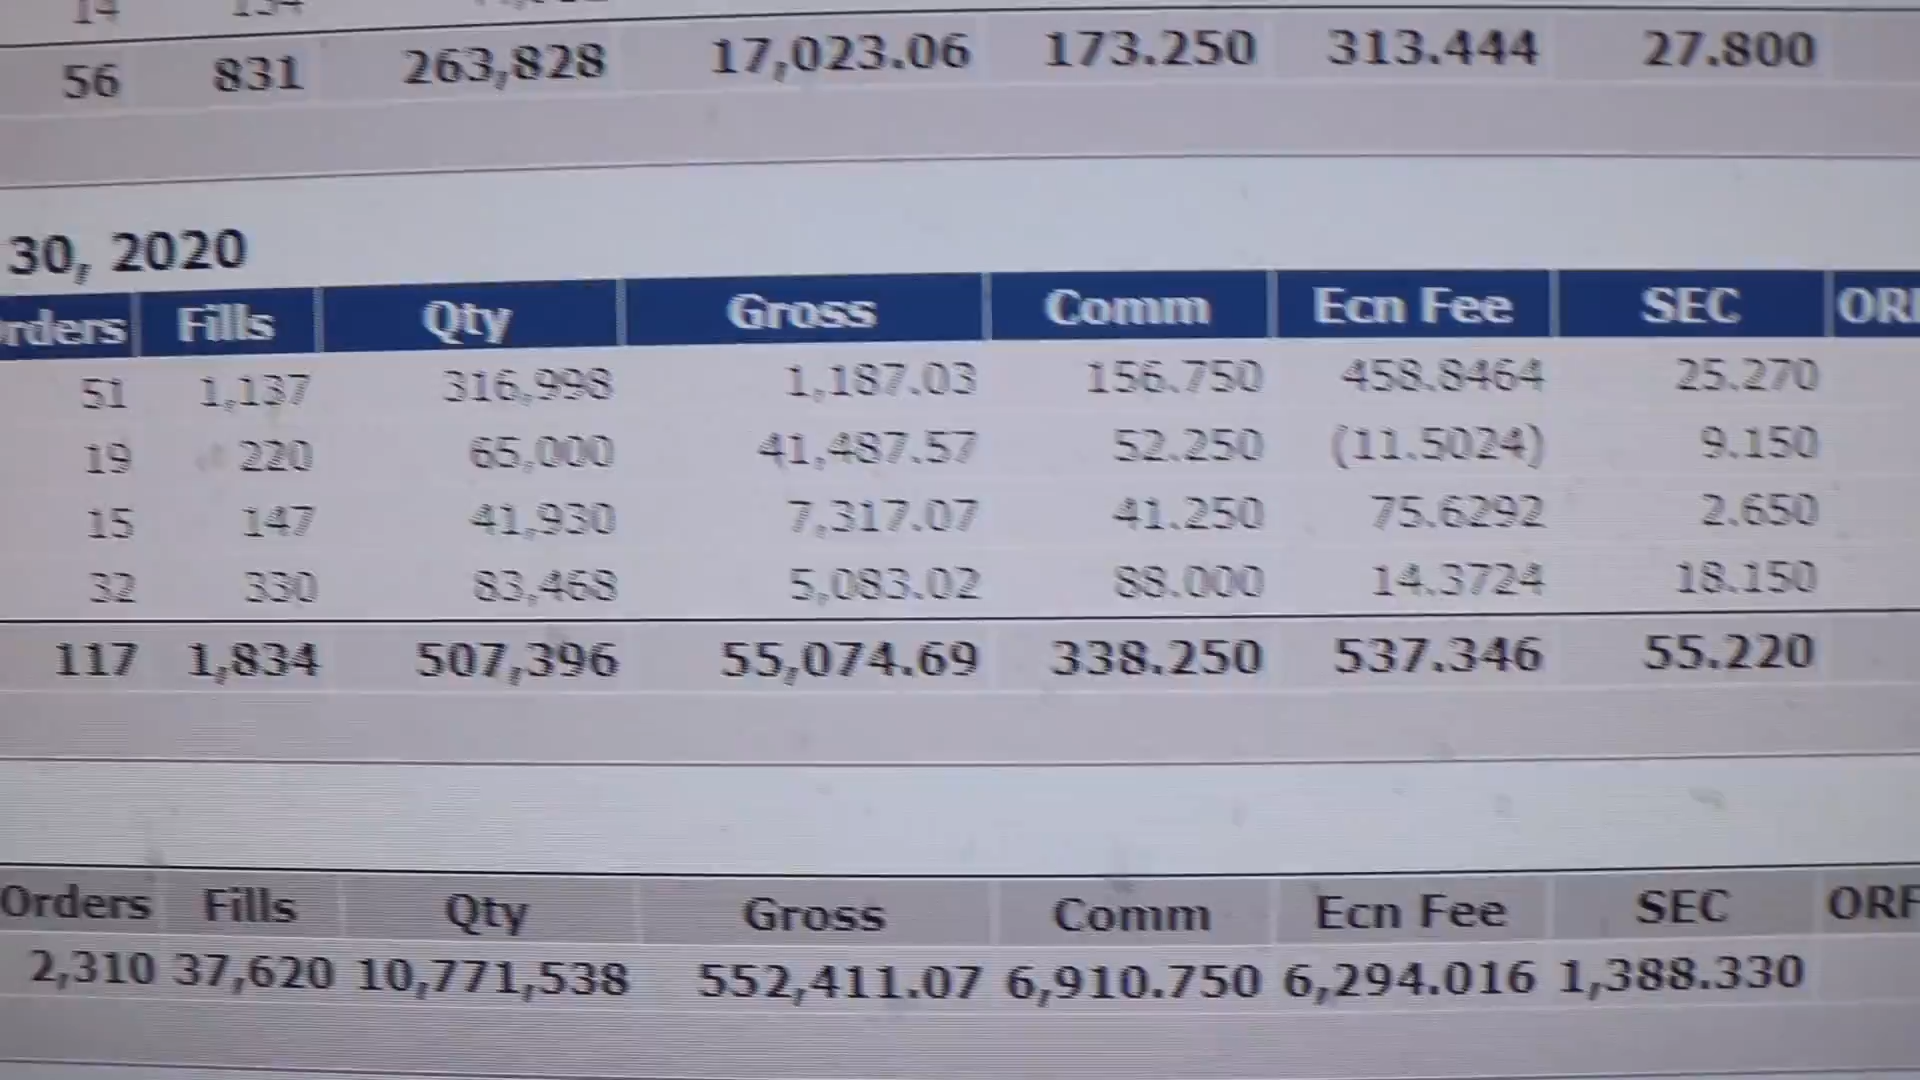 56 831 263,828 17,023.06 173.250 313.444 27.800
30, 2020
rders Fills Qty Gross Comm Ecn Fee SEC ORF
51 1,137 316,998 1,187.03 156.750 458.8464 25.270
19 220 65,000 41,487.57 52.250 (11.5024) 9.150
15 147 41,930 7,317.07 41.250 75.6292 2.650
32 330 83,468 5,083.02 88.000 14.3724 18.150
117 1,834 507,396 55,074.69 338.250 537.346 55.220
Orders Fills Qty Gross Comm Ecn Fee SEC ORF
2,310 37,620 10,771,538 552,411.07 6,910.750 6,294.016 1,388.330